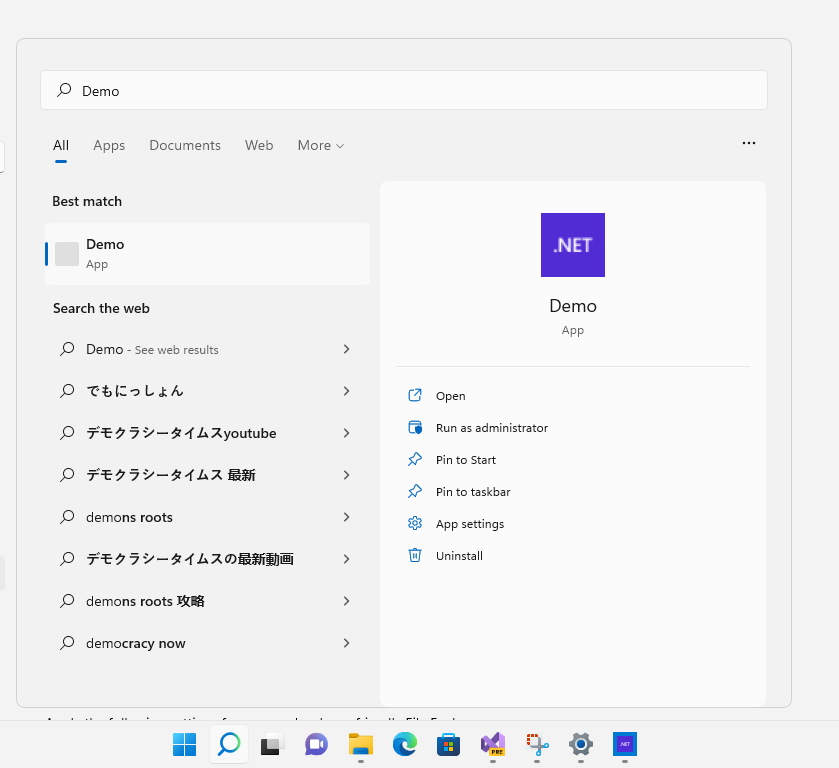 Demo
All Apps Documents Web More
Best match
Demo
App
Search the web
Demo - See web results
でもにっしょん
デモクラシータイムスyoutube
デモクラシータイムス 最新
demons roots
デモクラシータイムスの最新動画
demons roots 攻略
democracy now
.NET
Demo
App
Open
Run as administrator
Pin to Start
Pin to taskbar
App settings
Uninstall
PRE
.NET